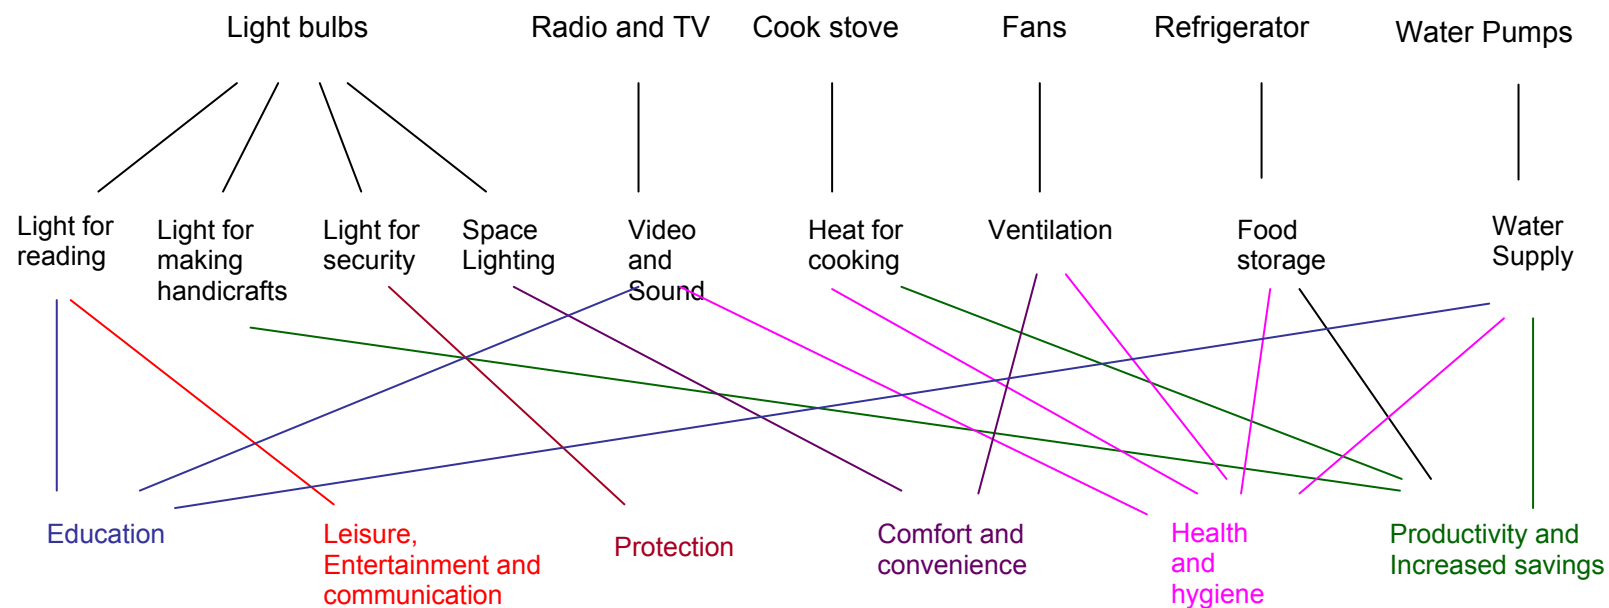 Light bulbs
Radio and TV
Cook stove
Fans
Refrigerator
Water Pumps
Light for
reading
Light for
making
handicrafts
Light for
security
Space
Lighting
Video
and
Sound
Heat for
cooking
Ventilation
Food
storage
Water
Supply
Education
Leisure,
Entertainment and
communication
Protection
Comfort and
convenience
Health
and
hygiene
Productivity and
Increased savings